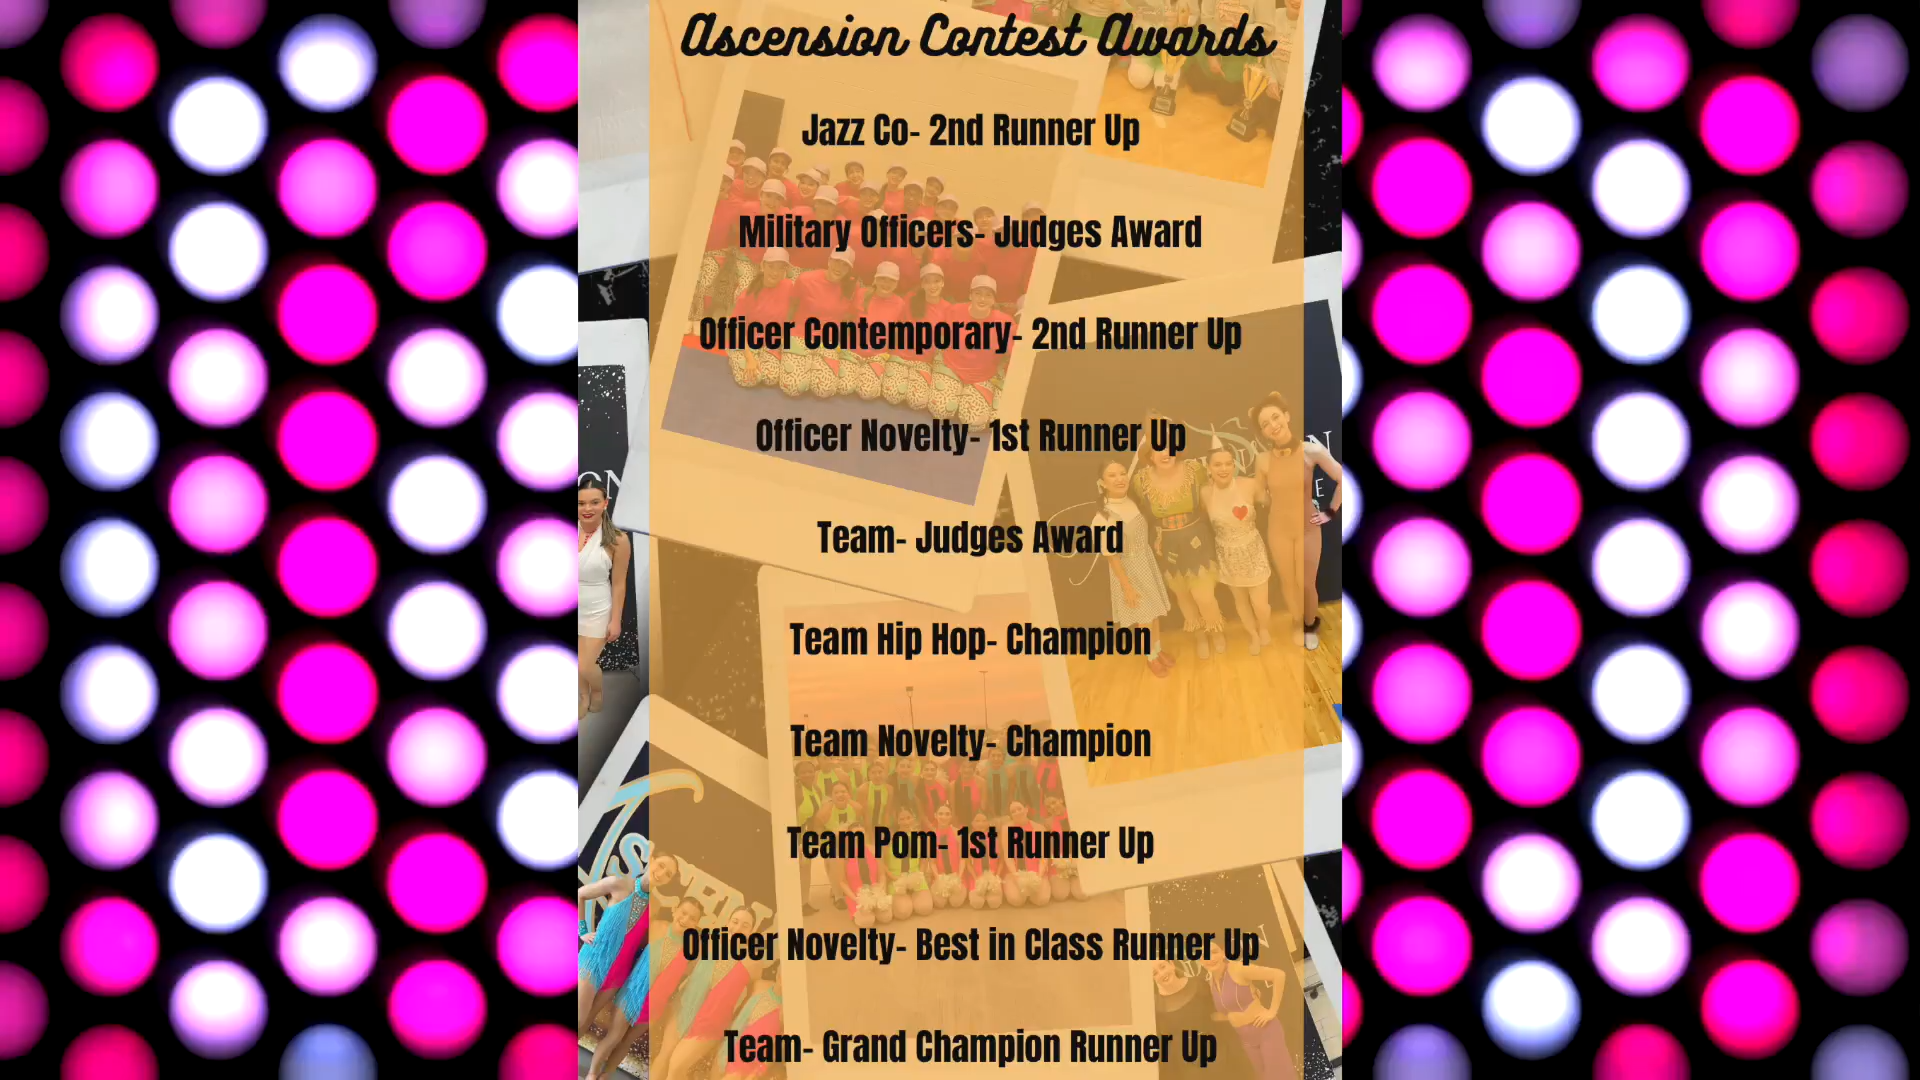 Ascension Contest Awards
Jazz Co- 2nd Runner Up
Military Officers- Judges Award
Officer Contemporary- 2nd Runner Up
Officer Novelty- 1st Runner Up
Team- Judges Award
Team Hip Hop- Champion
Team Novelty- Champion
Team Pom- 1st Runner Up
Officer Novelty- Best in Class Runner Up
Team- Grand Champion Runner Up